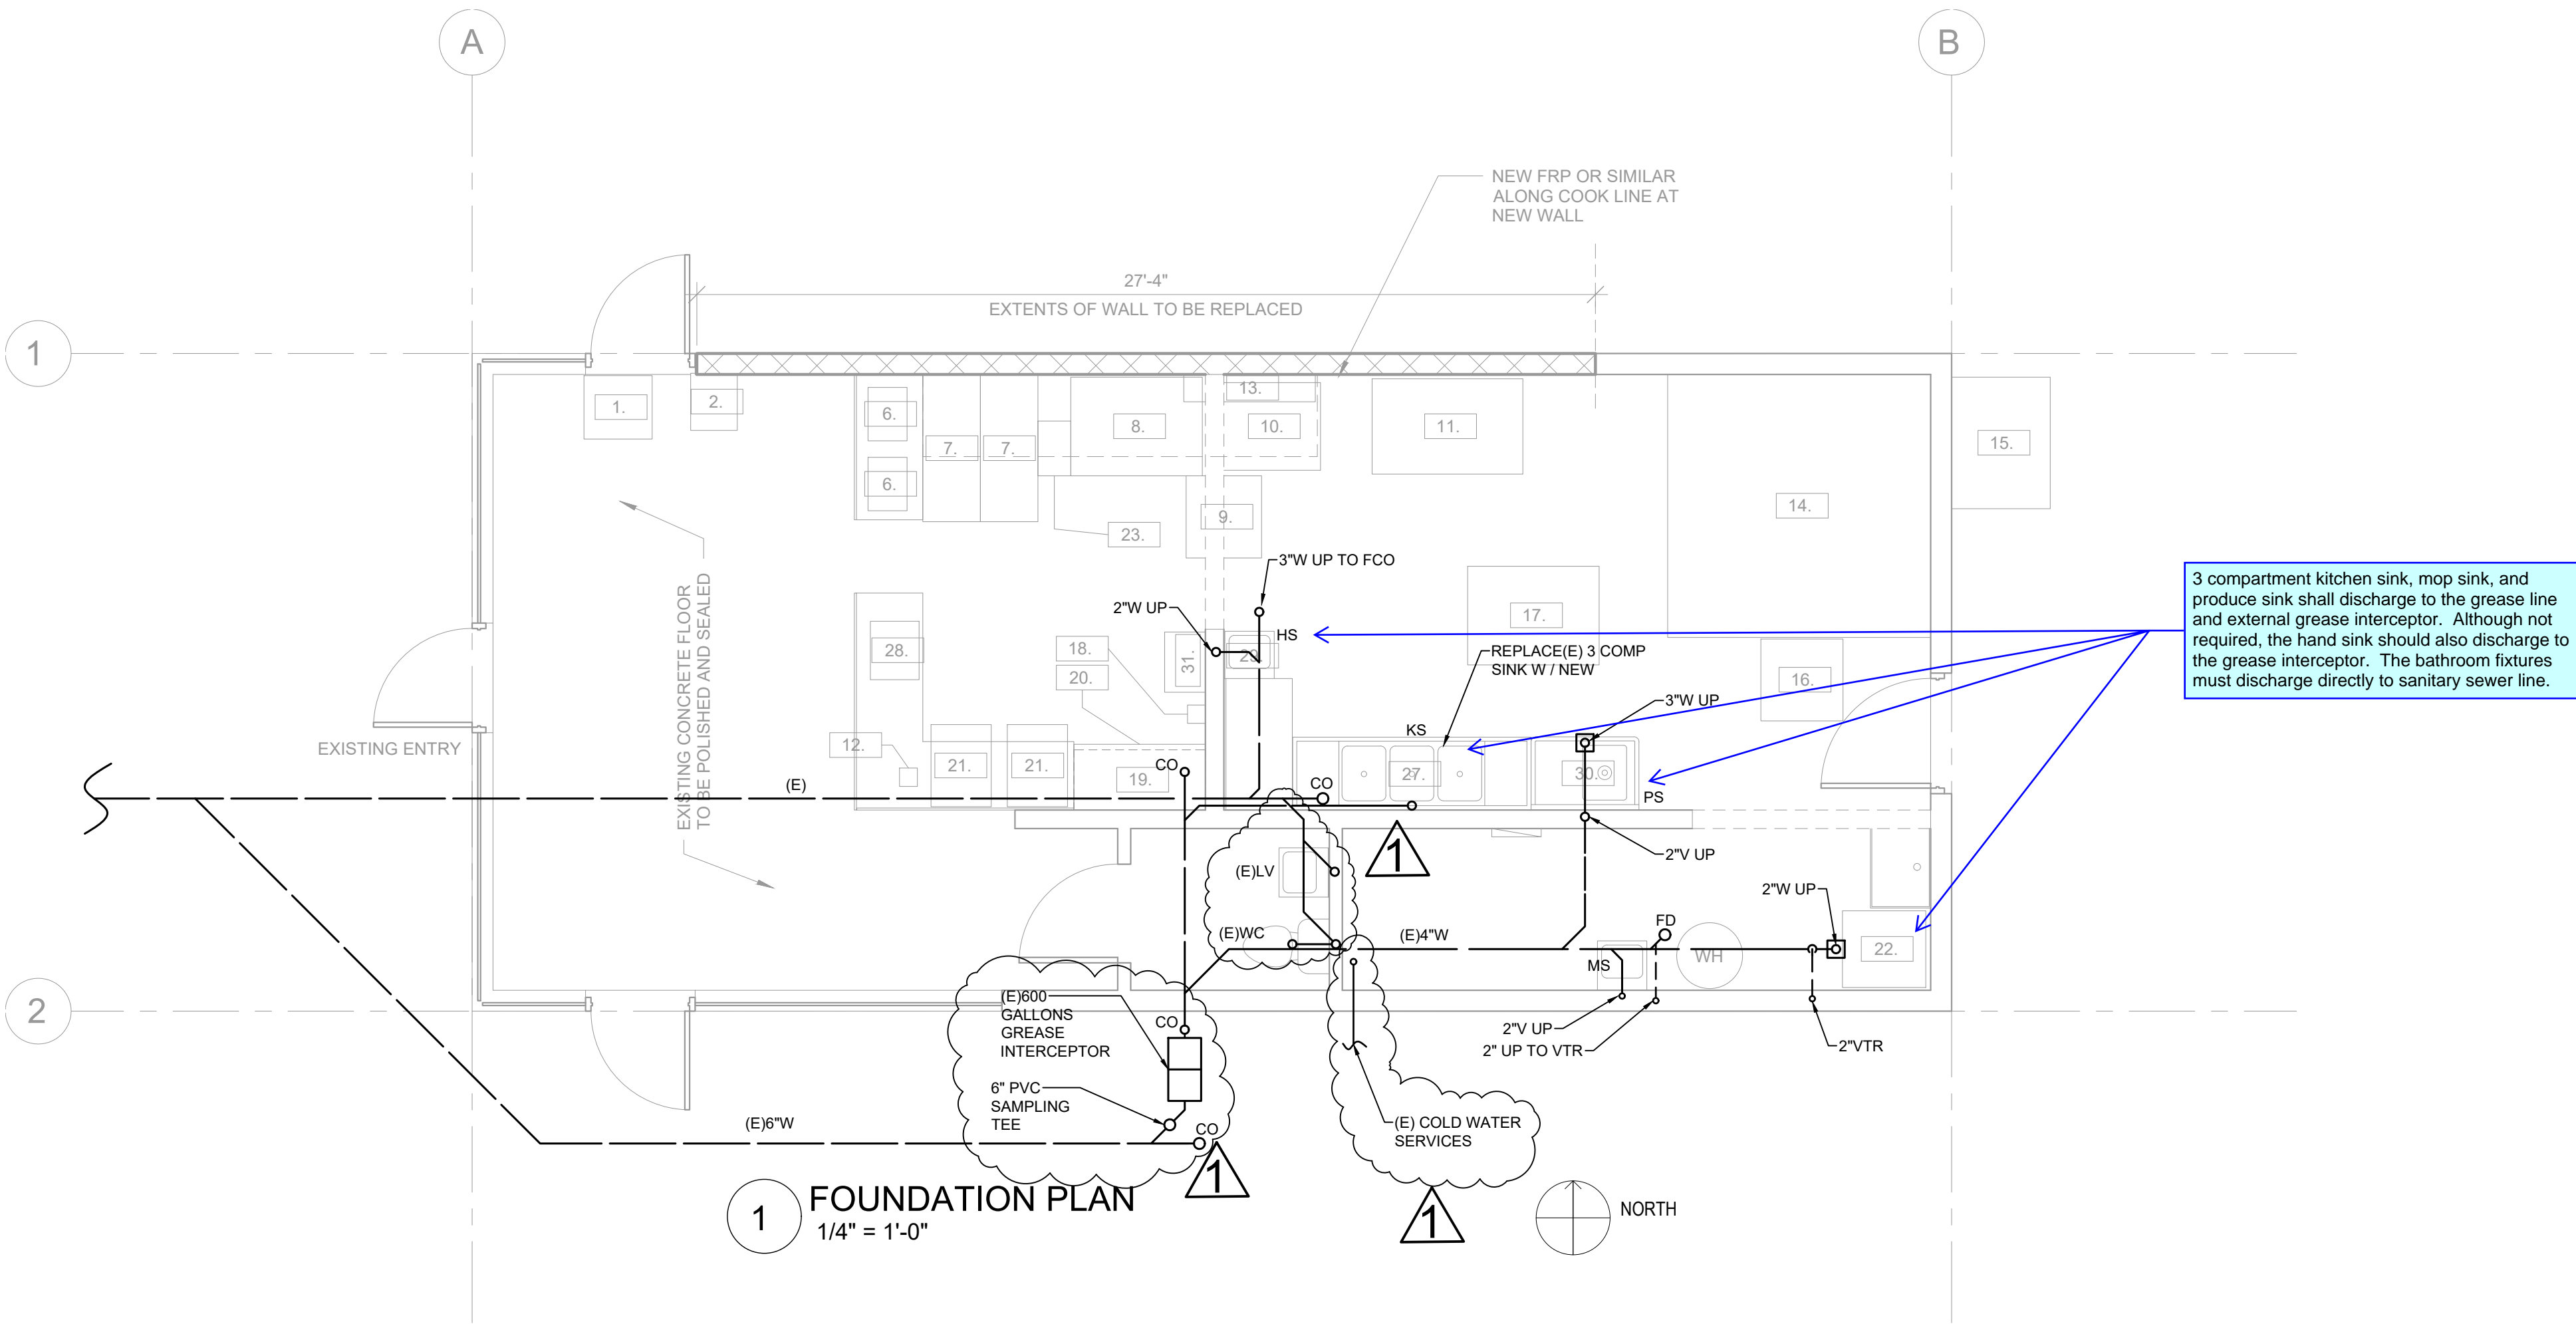 A
B
NEW FRP OR SIMILAR
ALONG COOK LINE AT
NEW WALL
27'-4"
EXTENTS OF WALL TO BE REPLACED
1
1.
2.
6.
7.
7.
8.
13.
10.
11.
15.
6.
14.
9.
23.
3"W UP TO FCO
EXISTING CONCRETE FLOOR
TO BE POLISHED AND SEALED
2"W UP
HS
17.
18.
28.
31.
REPLACE(E) 3 COMP
SINK W / NEW
20.
16.
3 compartment kitchen sink, mop sink, and
produce sink shall discharge to the grease line
and external grease interceptor.  Although not
required, the hand sink should also discharge to
the grease interceptor.  The bathroom fixtures
must discharge directly to sanitary sewer line.
3"W UP
EXISTING ENTRY
12.
KS
21.
21.
19.
CO
27.
30.
(E)
CO
PS
1
2"V UP
(E)LV
2"W UP
FD
(E)WC
(E)4"W
MS
WH
22.
2
(E)600
GALLONS
GREASE
INTERCEPTOR
CO
2"V UP
2" UP TO VTR
2"VTR
6" PVC
SAMPLING
TEE
(E)6"W
CO
(E) COLD WATER
SERVICES
1
1
1
FOUNDATION PLAN
1/4" = 1'-0"
NORTH